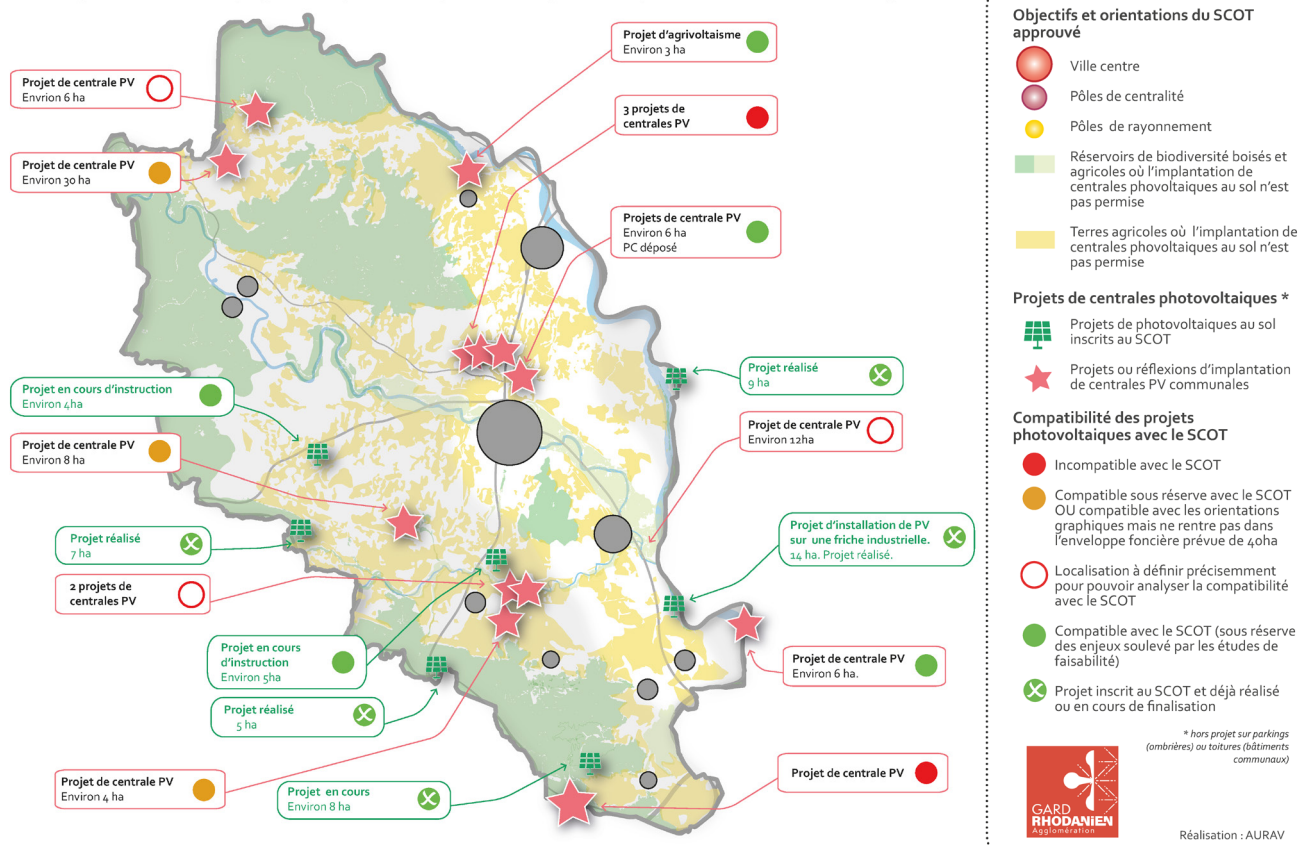 Projet de centrale PV
Envrion 6 ha
Projet de centrale PV
Environ 30 ha
Projet d'agrivoltaisme
Environ 3 ha
3 projets de
centrales PV
Projets de centrale PV
Environ 6 ha
PC déposé
Projet en cours d'instruction
Environ 4ha
Projet de centrale PV
Environ 8 ha
Projet réalisé
9 ha
Projet de centrale PV
Environ 12ha
Projet réalisé
7 ha
Projet d'installation de PV
sur une friche industrielle.
14 ha. Projet réalisé.
2 projets de
centrales PV
Projet en cours
d'instruction
Environ 5ha
Projet réalisé
5 ha
Projet de centrale PV
Environ 6 ha.
Projet de centrale PV
Environ 4 ha
Projet en cours
Environ 8 ha
Projet de centrale PV
Objectifs et orientations du SCOT
approuvé
Ville centre
Pôles de centralité
Pôles de rayonnement
Réservoirs de biodiversité boisés et
agricoles où l'implantation de
centrales phovoltaiques au sol n'est
pas permise
Terres agricoles où l'implantation de
centrales phovoltaiques au sol n'est
pas permise
Projets de centrales photovoltaiques *
Projets de photovoltaiques au sol
inscrits au SCOT
Projets ou réflexions d'implantation
de centrales PV communales
Compatibilité des projets
photovoltaiques avec le SCOT
Incompatible avec le SCOT
Compatible sous réserve avec le SCOT
OU compatible avec les orientations
graphiques mais ne rentre pas dans
l'enveloppe foncière prévue de 40ha
Localisation à définir précisemment
pour pouvoir analyser la compatibilité
avec le SCOT
Compatible avec le SCOT (sous réserve
des enjeux soulevé par les études de
faisabilité)
Projet inscrit au SCOT et déjà réalisé
ou en cours de finalisation
* hors projet sur parkings
(ombrières) ou toitures (bâtiments
communaux)
GARD
RHODANIEN
Agglomération
Réalisation : AURAV